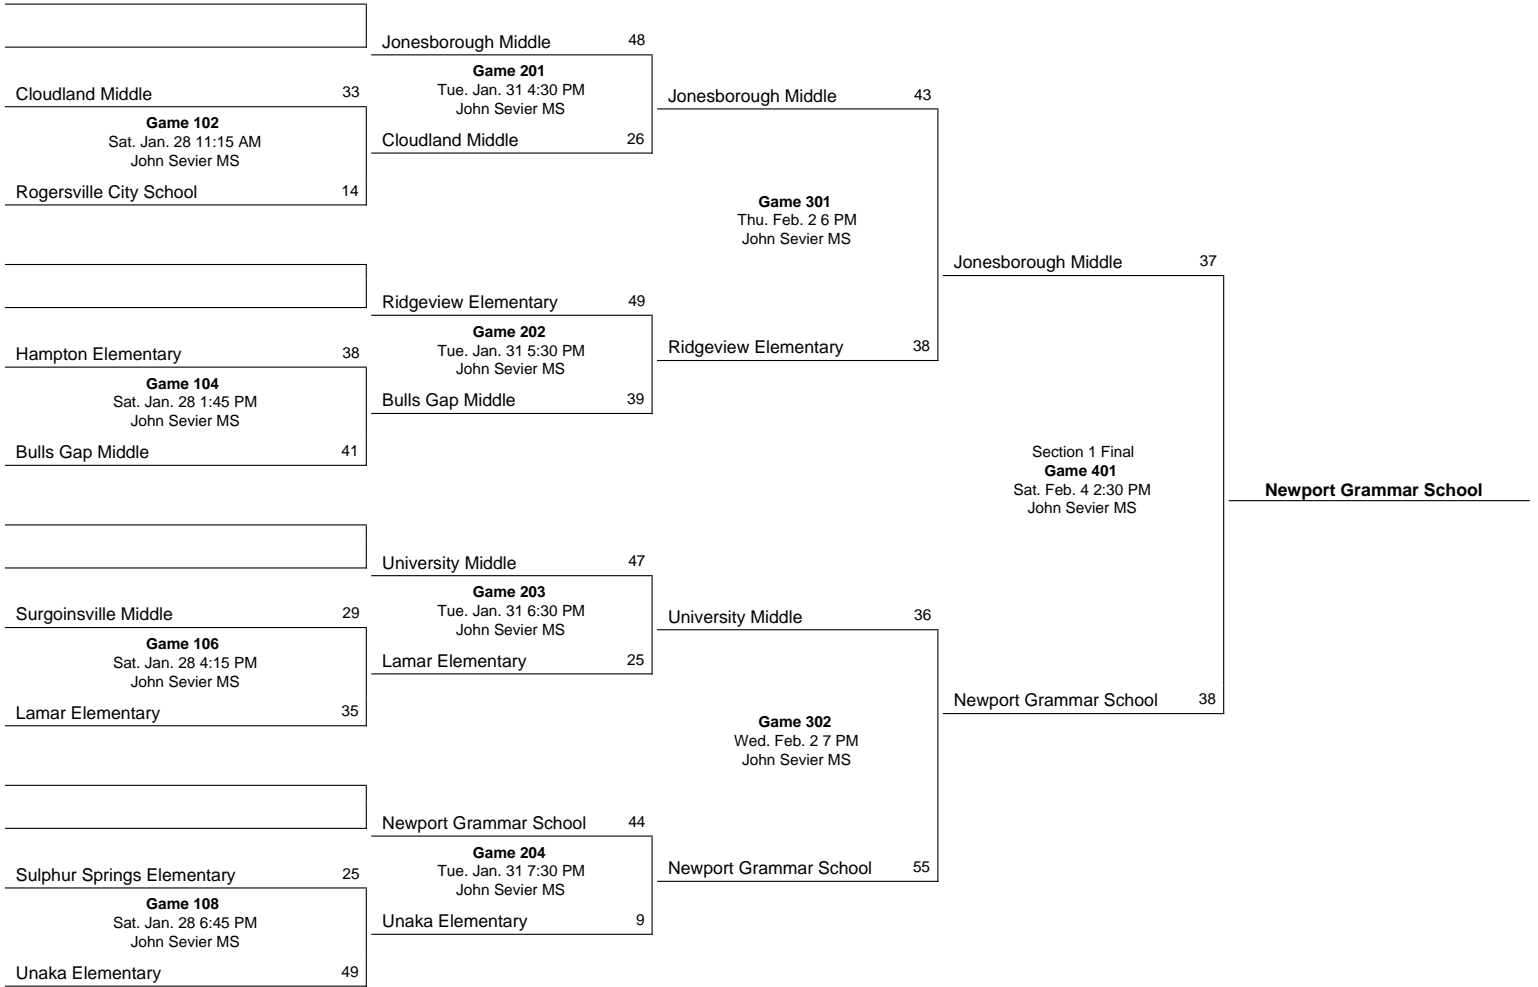 Jonesborough Middle 48
Game 201
Tue. Jan. 31 4:30 PM
John Sevier MS
Cloudland Middle 33
Jonesborough Middle 43
Game 102
Sat. Jan. 28 11:15 AM
John Sevier MS
Cloudland Middle 26
Rogersville City School 14
Game 301
Thu. Feb. 2 6 PM
John Sevier MS
Jonesborough Middle 37
Ridgeview Elementary 49
Game 202
Tue. Jan. 31 5:30 PM
John Sevier MS
Hampton Elementary 38
Ridgeview Elementary 38
Game 104
Sat. Jan. 28 1:45 PM
John Sevier MS
Bulls Gap Middle 39
Bulls Gap Middle 41
Section 1 Final
Game 401
Sat. Feb. 4 2:30 PM
John Sevier MS
Newport Grammar School
University Middle 47
Game 203
Tue. Jan. 31 6:30 PM
John Sevier MS
Surgoinsville Middle 29
University Middle 36
Game 106
Sat. Jan. 28 4:15 PM
John Sevier MS
Lamar Elementary 25
Lamar Elementary 35
Newport Grammar School 38
Game 302
Wed. Feb. 2 7 PM
John Sevier MS
Newport Grammar School 44
Game 204
Tue. Jan. 31 7:30 PM
John Sevier MS
Sulphur Springs Elementary 25
Newport Grammar School 55
Game 108
Sat. Jan. 28 6:45 PM
John Sevier MS
Unaka Elementary 9
Unaka Elementary 49